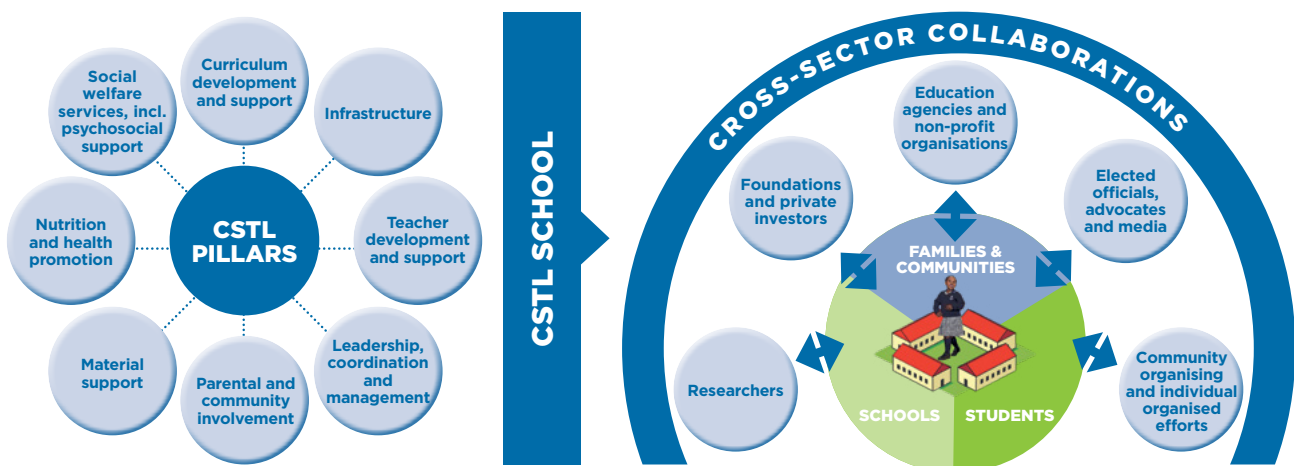 Social
welfare
services, incl.
psychosocial
support
Curriculum
development
and support
Infrastructure
Nutrition
and health
promotion
CSTL
PILLARS
Teacher
development
and support
Material
support
Parental and
community
involvement
Leadership,
coordination
and
management
CSTL SCHOOL
CROSS-SECTOR COLLABORATIONS
Education
agencies and
non-profit
organisations
Foundations
and private
investors
Elected
officials,
advocates
and media
Researchers
Community
organising
and individual
organised
efforts
FAMILIES &
COMMUNITIES
SCHOOLS
STUDENTS